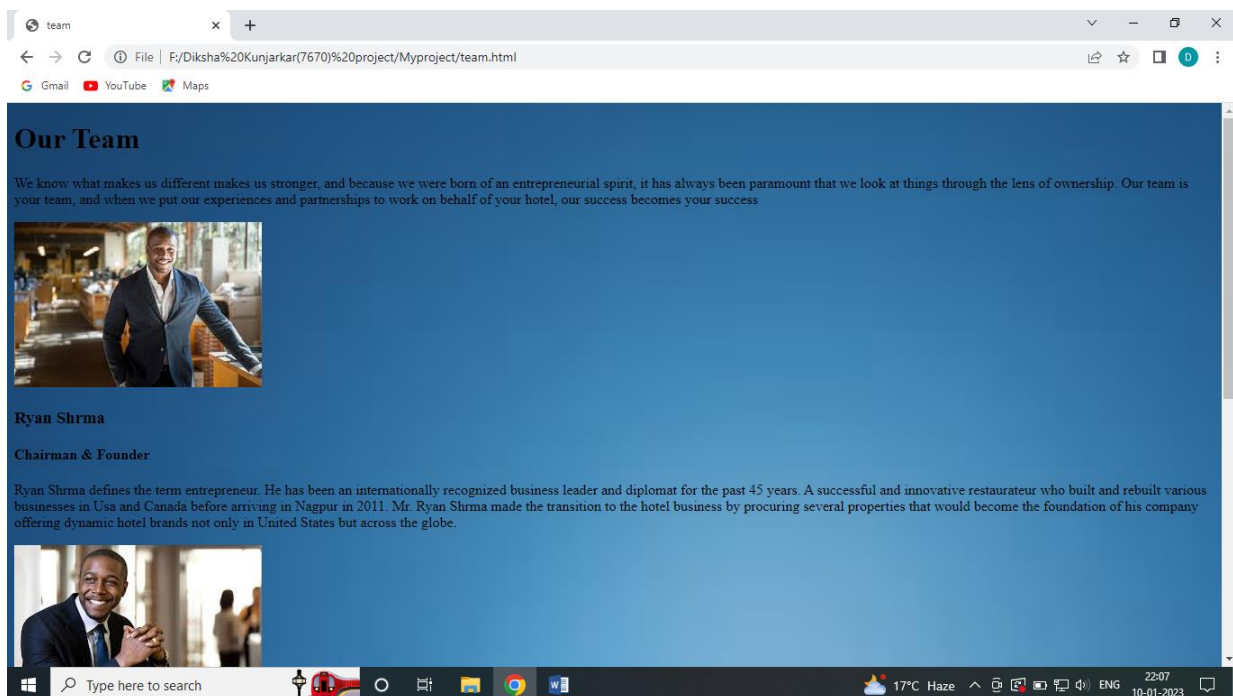 team
File
F:/Diksha%20Kunjarkar(7670)%20project/Myproject/team.html
D
Gmail
YouTube
Maps
Our Team
We know what makes us different makes us stronger, and because we were born of an entrepreneurial spirit, it has always been paramount that we look at things through the lens of ownership. Our team is
your team, and when we put our experiences and partnerships to work on behalf of your hotel, our success becomes your success
Ryan Shrma
Chairman & Founder
Ryan Shrma defines the term entrepreneur. He has been an internationally recognized business leader and diplomat for the past 45 years. A successful and innovative restaurateur who built and rebuilt various
businesses in Usa and Canada before arriving in Nagpur in 2011. Mr. Ryan Shrma made the transition to the hotel business by procuring several properties that would become the foundation of his company
offering dynamic hotel brands not only in United States but across the globe.
Type here to search
17°C Haze
ENG
22:07
10-01-2023